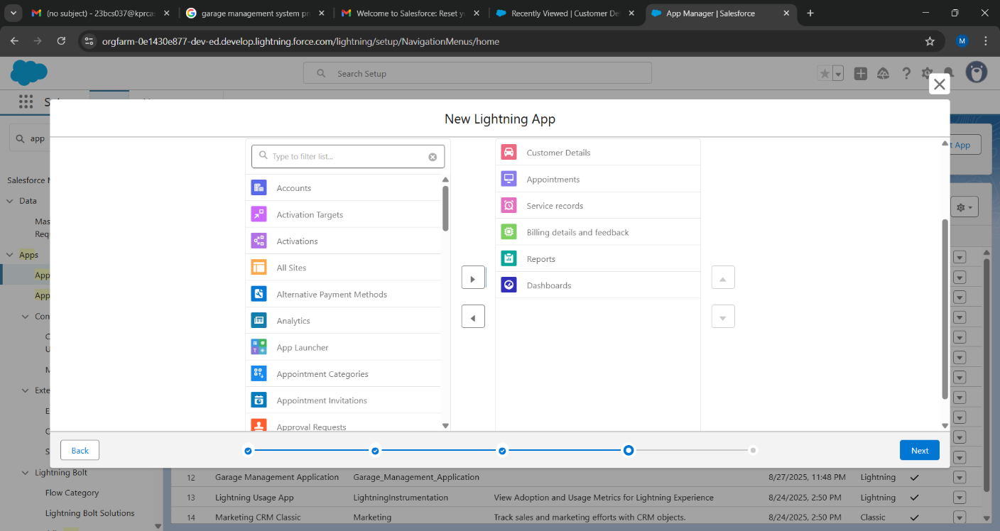 (no subject) - 23bcs037@kprca
garage management system pr
Welcome to Salesforce: Reset yo
Recently Viewed | Customer De
App Manager | Salesforce
orgfarm-0e1430e877-dev-ed.develop.lightning.force.com/lightning/setup/NavigationMenus/home
M
Search Setup
New Lightning App
app
t App
Type to filter list...
Customer Details
Accounts
Appointments
Activation Targets
Service records
Activations
Billing details and feedback
All Sites
Reports
Alternative Payment Methods
Dashboards
Analytics
App Launcher
Appointment Categories
Appointment Invitations
Approval Requests
Salesforce M
Data
Mas
Req
Apps
App
App
Con
C
U
M
Exte
E
C
S
Lightning Bolt
Flow Category
Lightning Bolt Solutions
Back
Next
12 Garage Management Application Garage_Management_Application 8/27/2025, 11:48 PM Lightning
13 Lightning Usage App LightningInstrumentation View Adoption and Usage Metrics for Lightning Experience 8/24/2025, 2:50 PM Lightning
14 Marketing CRM Classic Marketing Track sales and marketing efforts with CRM objects. 8/24/2025, 2:50 PM Classic